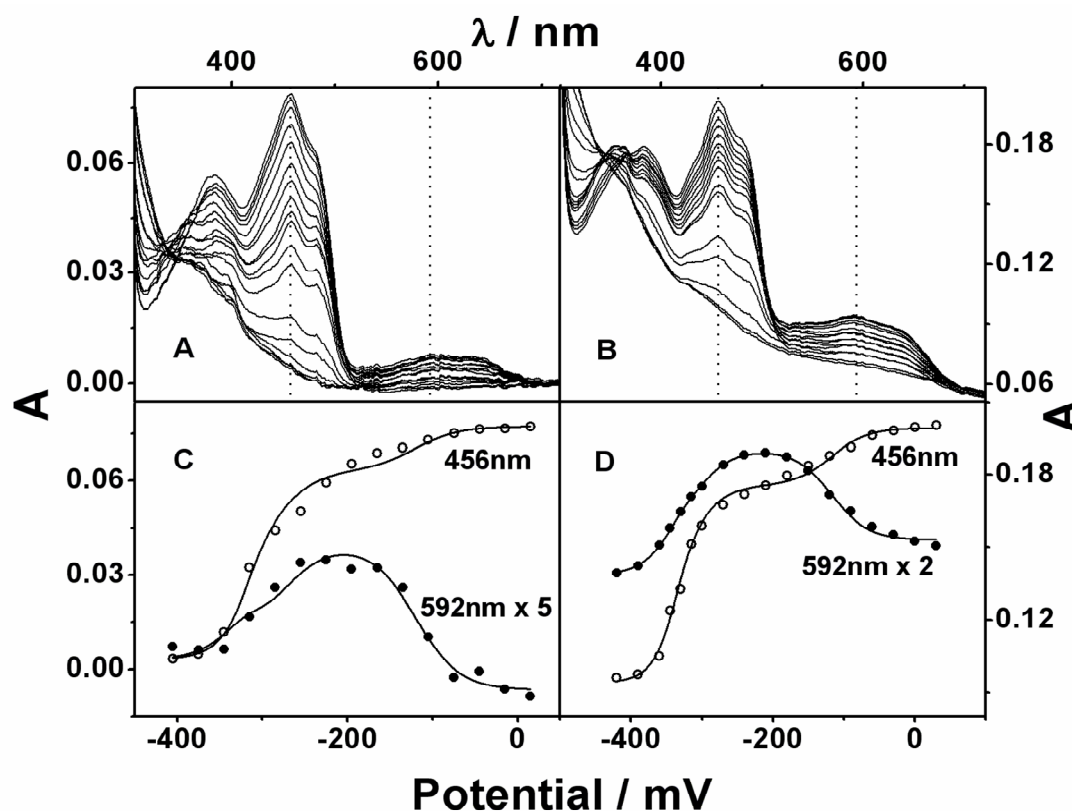 λ / nm
400 600 400 600
0.06
0.03
0.00
A
B
0.18
0.12
0.06
A
A
0.06
0.03
0.00
C
456nm
592nm x 5
D
456nm
592nm x 2
0.18
0.12
-400 -200 0 -400 -200 0
Potential / mV